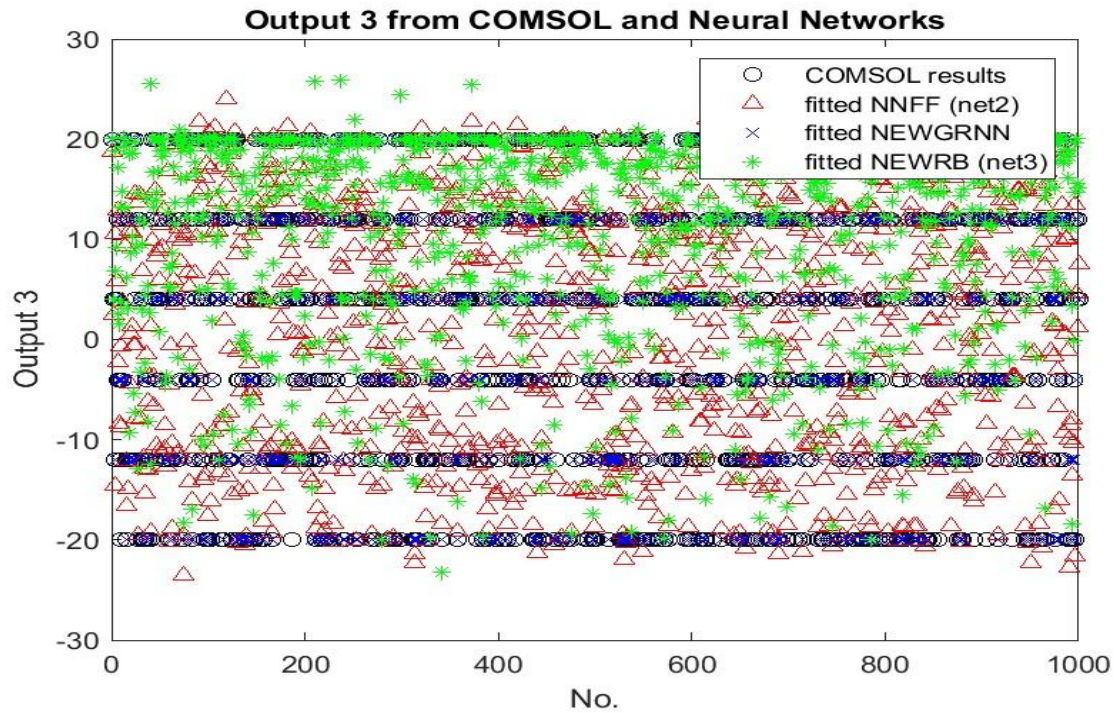 Output 3 from COMSOL and Neural Networks
30
20
10
0
-10
-20
-30
Output 3
COMSOL results
fitted NNFF (net2)
fitted NEWGRNN
fitted NEWRB (net3)
0
200
400
600
800
1000
No.